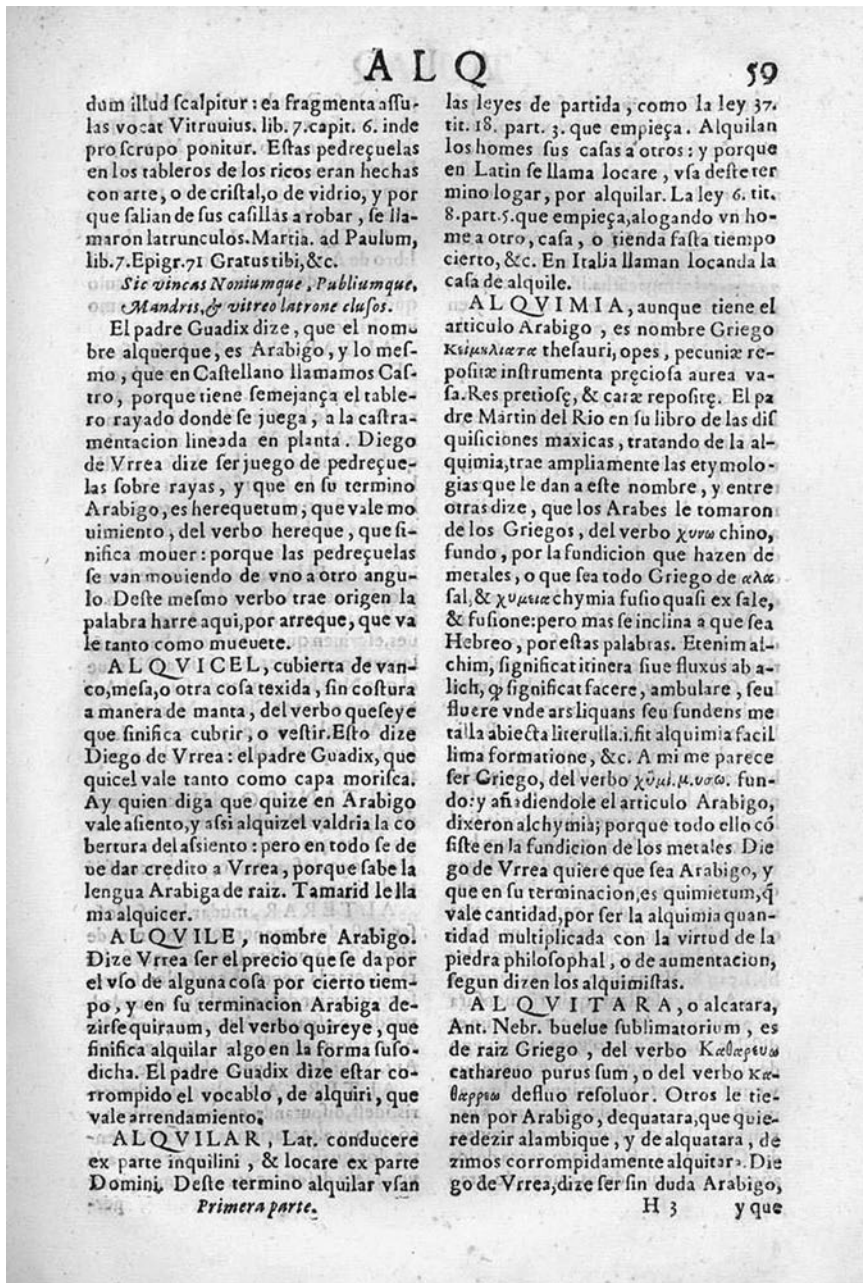 A L Q
59
dum illud ſcalpitur: ea fragmenta aſſu-
las vocat Vitruuius. lib. 7. capit. 6. inde
pro ſcrupo ponitur. Eſtas pedreçuelas
en los tableros de los ricos eran hechas
con arte, o de criſtal, o de vidrio, y por
que ſalian de ſus caſillas a robar, ſe lla-
maron latrunculos. Martia. ad Paulum,
lib. 7. Epigr. 71 Gratus tibi, &c.
Sic vincas Noniumque, Publiumque,
Mandris, & vitreo latrone cluſos.
El padre Guadix dize, que el nom-
bre alquerque, es Arabigo, y lo meſ-
mo, que en Caſtellano llamamos Caſ-
tro, porque tiene ſemejança el table-
ro rayado donde ſe juega, a la caſtra-
mentacion lineada en planta. Diego
de Vrrea dize ſer juego de pedreçue-
las ſobre rayas, y que en ſu termino
Arabigo, es herequetum, que vale mo
uimiento, del verbo hereque, que ſi-
nifica mouer: porque las pedreçuelas
ſe van mouiendo de vno a otro angu-
lo. Deſte meſmo verbo trae origen la
palabra harre aqui, por arreque, que va
le tanto como mueuete.
ALQVICEL, cubierta de van-
co, meſa, o otra coſa texida, ſin coſtura
a manera de manta, del verbo queſeye
que ſinifica cubrir, o veſtir. Eſto dize
Diego de Vrrea: el padre Guadix, que
quicel vale tanto como capa moriſca.
Ay quien diga que quize en Arabigo
vale aſiento, y aſsi alquizel valdria la co
bertura del aſsiento: pero en todo ſe de
ue dar credito a Vrrea, porque ſabe la
lengua Arabiga de raiz. Tamarid le lla
ma alquicer.
ALQVILE, nombre Arabigo.
Dize Vrrea ſer el precio que ſe da por
el vſo de alguna coſa por cierto tiem-
po, y en ſu terminacion Arabiga de-
zirſe quiraum, del verbo quireye, que
ſinifica alquilar algo en la forma ſuſo-
dicha. El padre Guadix dize eſtar co-
rrompido el vocablo, de alquiri, que
vale arrendamiento.
ALQVILAR, Lat. conducere
ex parte inquilini, & locare ex parte
Domini. Deſte termino alquilar vſan
Primera parte.
las leyes de partida, como la ley 37.
tit. 18. part. 3. que empieça. Alquilan
los homes ſus caſas a otros: y porque
en Latin ſe llama locare, vſa deſte ter
mino logar, por alquilar. La ley 6. tit.
8. part. 5. que empieça, alogando vn ho-
me a otro, caſa, o tienda faſta tiempo
cierto, &c. En Italia llaman locanda la
caſa de alquile.
ALQVIMIA, aunque tiene el
articulo Arabigo, es nombre Griego
Κειμηλιατα theſauri, opes, pecuniæ re-
poſitæ inſtrumenta pręcioſa aurea va-
ſa. Res pretioſę, & caræ repoſitę. El pa
dre Martin del Rio en ſu libro de las diſ
quiſiciones maxicas, tratando de la al-
quimia, trae ampliamente las etymolo-
gias que le dan a eſte nombre, y entre
otras dize, que los Arabes le tomaron
de los Griegos, del verbo χυνω chino,
fundo, por la fundicion que hazen de
metales, o que ſea todo Griego de αλα
ſal, & χυμεια chymia fuſio quaſi ex ſale,
& fuſione: pero mas ſe inclina a que ſea
Hebreo, por eſtas palabras. Etenim al-
chim, ſignificat itinera ſiue fluxus ab a-
lich, ꝙ ſignificat facere, ambulare, ſeu
fluere vnde ars liquans ſeu fundens me
talla abiecta literulla. i. fit alquimia facil
lima formatione, &c. A mi me parece
ſer Griego, del verbo χῦμι. μ. υσω. fun-
do: y añadiendole el articulo Arabigo,
dixeron alchymia; porque todo ello cō
ſiſte en la fundicion de los metales. Die
go de Vrrea quiere que ſea Arabigo, y
que en ſu terminacion, es quimietum, q̃
vale cantidad, por ſer la alquimia quan-
tidad multiplicada con la virtud de la
piedra philoſophal, o de aumentacion,
ſegun dizen los alquimiſtas.
ALQVITARA, o alcatara,
Ant. Nebr. buelue ſublimatorium, es
de raiz Griego, del verbo Καθαρευω
cathareuo purus ſum, o del verbo κα-
θαρρεω defluo reſoluor. Otros le tie-
nen por Arabigo, de quatara, que quie-
re dezir alambique, y de alquatara, de
zimos corrompidamente alquitara. Die
go de Vrrea, dize ſer ſin duda Arabigo,
H 3
y que